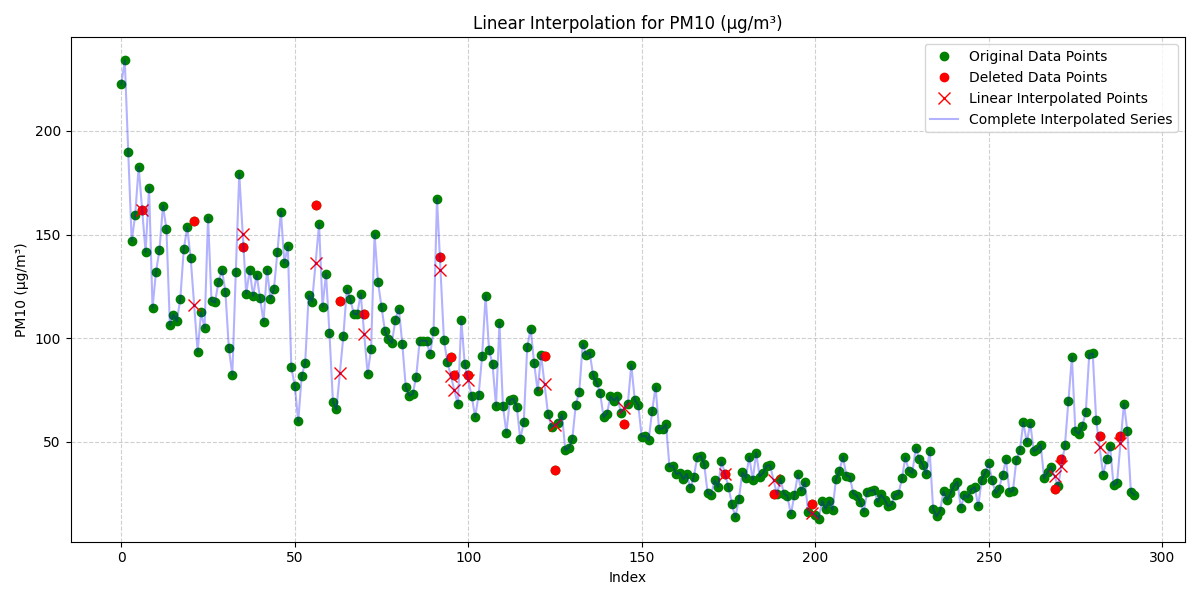 Linear Interpolation for PM10 (µg/m³)
Original Data Points
Deleted Data Points
Linear Interpolated Points
Complete Interpolated Series
PM10 (µg/m³)
200
150
100
50
0 50 100 150 200 250 300
Index